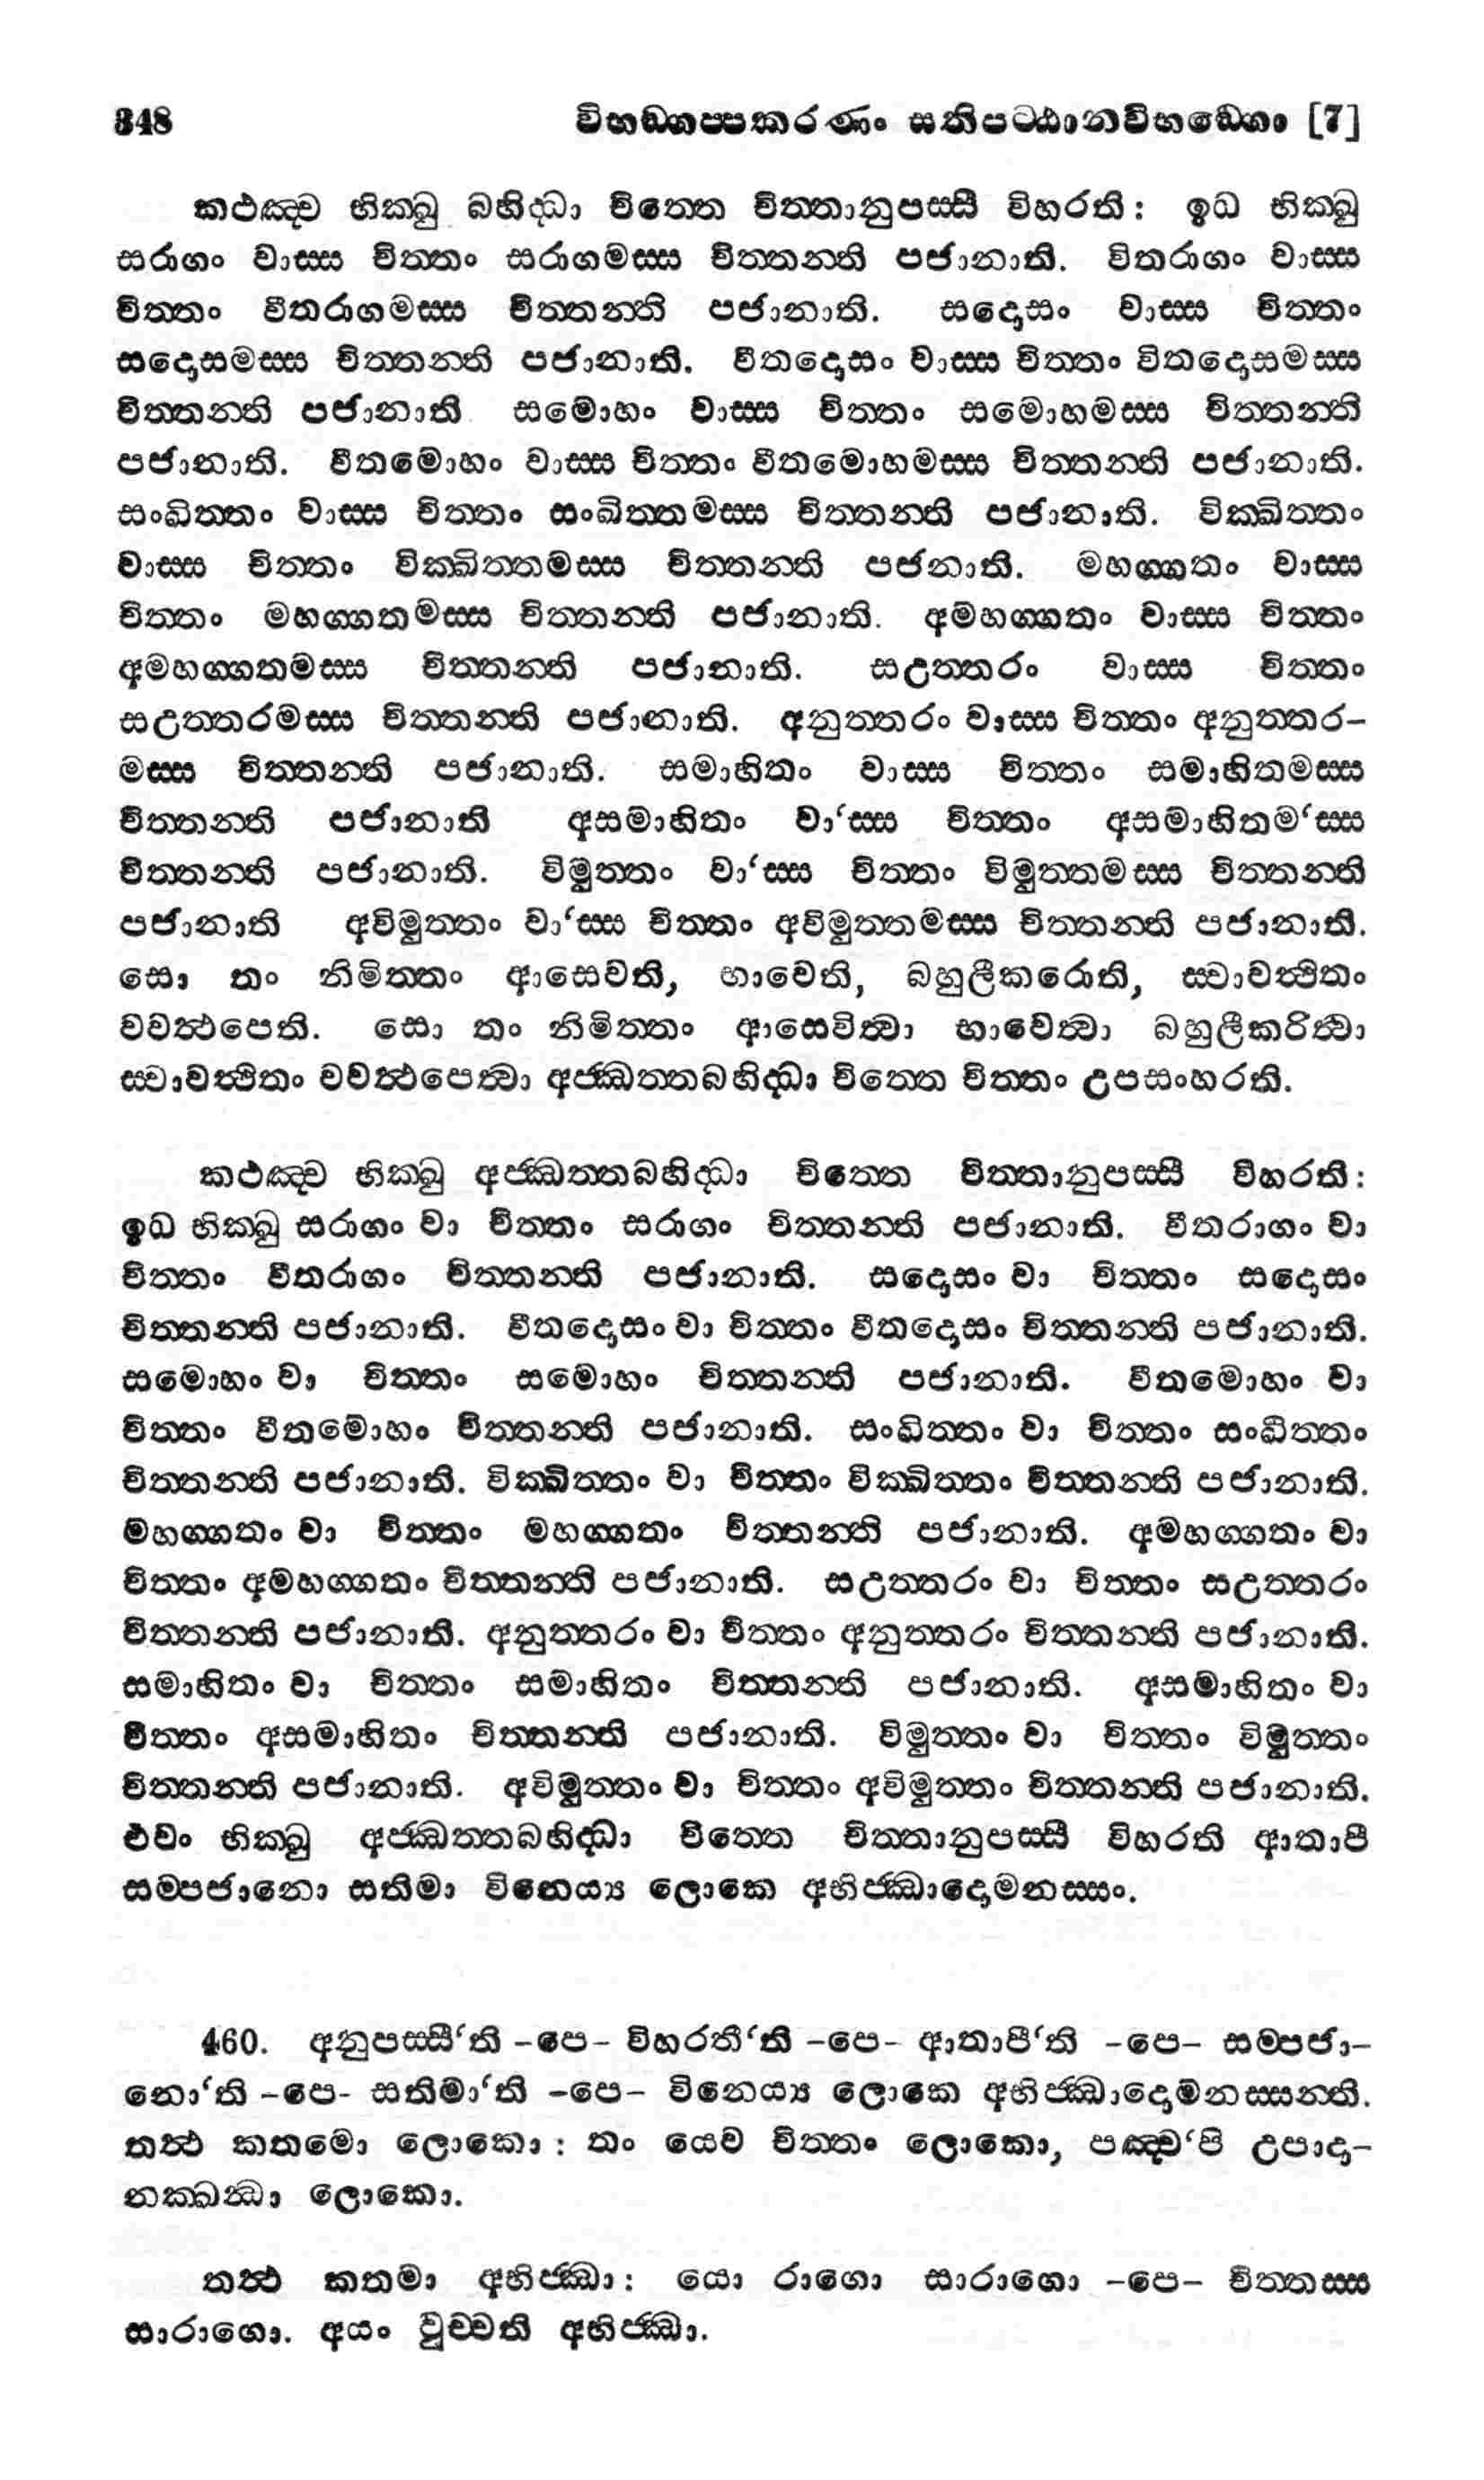 348 විභඞ්ගප්පකරණං සතිපට්ඨානවිභඞ්ගො [7]
කථඤ්ච භික්ඛු බහිද්ධා චිත්තෙ චිත්තානුපස්සී විහරති: ඉධ භික්ඛු
සරාගං වාස්ස චිත්තං සරාගමස්ස චිත්තන්ති පජානාති. විතරාගං වාස්ස
චිත්තං වීතරාගමස්ස චිත්තන්ති පජානාති. සදොසං වාස්ස චිත්තං
සදොසමස්ස චිත්තන්ති පජානාති. වීතදොසං වාස්ස චිත්තං විතදොසමස්ස
චිත්තන්ති පජානාති සමොහං වාස්ස චිත්තං සමොහමස්ස චිත්තන්ති
පජානාති. වීතමොහං වාස්ස චිත්තං වීතමොහමස්ස චිත්තන්ති පජානාති.
සංඛිත්තං වාස්ස චිත්තං සංඛිත්තමස්ස චිත්තන්ති පජානාති. වික්ඛිත්තං
වාස්ස චිත්තං වික්ඛිත්තමස්ස චිත්තන්ති පජනාති. මහග්ගතං වාස්ස
චිත්තං මහග්ගතමස්ස චිත්තන්ති පජානාති. අමහග්ගතං වාස්ස චිත්තං
අමහග්ගතමස්ස චිත්තන්ති පජානාති. සඋත්තරං වාස්ස චිත්තං
සඋත්තරමස්ස චිත්තන්ති පජානාති. අනුත්තරං වාස්ස චිත්තං අනුත්තර-
මස්ස චිත්තන්ති පජානාති. සමාහිතං වාස්ස චිත්තං සමාහිතමස්ස
චිත්තන්ති පජානාති අසමාහිතං වා‘ස්ස චිත්තං අසමාහිතම‘ස්ස
චිත්තන්ති පජානාති. විමුත්තං වා‘ස්ස චිත්තං විමුත්තමස්ස චිත්තන්ති
පජානාති අවිමුත්තං වා‘ස්ස චිත්තං අවිමුත්තමස්ස චිත්තන්ති පජානාති.
සො තං නිමිත්තං ආසෙවති, භාවෙති, බහුලීකරොති, ස්වාවත්ථිතං
වවත්ථපෙති. සො තං නිමිත්තං ආසෙවිත්වා භාවෙත්වා බහුලීකරිත්වා
ස්වාවත්ථිතං වවත්ථපෙත්වා අජ්ඣත්තබහිද්ධා චිත්තෙ චිත්තං උපසංහරති.
කථඤ්ච භික්ඛු අජ්ඣත්තබහිද්ධා චිත්තෙ චිත්තානුපස්සී විහරති:
ඉධ භික්ඛු සරාගං වා චිත්තං සරාගං චිත්තන්ති පජානාති. වීතරාගං වා
චිත්තං වීතරාගං චිත්තන්ති පජානාති. සදොසං වා චිත්තං සදොසං
චිත්තන්ති පජානාති. වීතදොසං වා චිත්තං වීතදොසං චිත්තන්ති පජානාති.
සමොහං වා චිත්තං සමොහං චිත්තන්ති පජානාති. වීතමොහං වා
චිත්තං වීතමොහං චිත්තන්ති පජානාති. සංඛිත්තං වා චිත්තං සංඛිත්තං
චිත්තන්ති පජානාති. වික්ඛිත්තං වා චිත්තං වික්ඛිත්තං චිත්තන්ති පජානාති.
මහග්ගතං වා චිත්තං මහග්ගතං චිත්තන්ති පජානාති. අමහග්ගතං වා
චිත්තං අමහග්ගතං චිත්තන්ති පජානාති. සඋත්තරං වා චිත්තං සඋත්තරං
චිත්තන්ති පජානාති. අනුත්තරං වා චිත්තං අනුත්තරං චිත්තන්ති පජානාති.
සමාහිතං වා චිත්තං සමාහිතං චිත්තන්ති පජානාති. අසමාහිතං වා
චිත්තං අසමාහිතං චිත්තන්ති පජානාති. විමුත්තං වා චිත්තං විමුත්තං
චිත්තන්ති පජානාති. අවිමුත්තං වා චිත්තං අවිමුත්තං චිත්තන්ති පජානාති.
එවං භික්ඛු අජ්ඣත්තබහිද්ධා චිත්තෙ චිත්තානුපස්සී විහරති ආතාපී
සම්පජානො සතිමා විනෙය්ය ලොකෙ අභිජ්ඣාදොමනස්සං.
460. අනුපස්සී‘ති -පෙ- විහරතී‘ති -පෙ- ආතාපී‘ති -පෙ- සම්පජා-
නො‘ති -පෙ- සතිමා‘ති -පෙ- විනෙය්ය ලොකෙ අභිජ්ඣාදොමනස්සන්ති.
තත්ථ කතමො ලොකො: තං යෙව චිත්තං ලොකො, පඤ්ච‘පි උපාදා-
නක්ඛන්ධා ලොකො.
තත්ථ කතමා අභිජ්ඣා: යො රාගො සාරාගො -පෙ- චිත්තස්ස
සාරාගො. අයං වුච්චති අභිජ්ඣා.